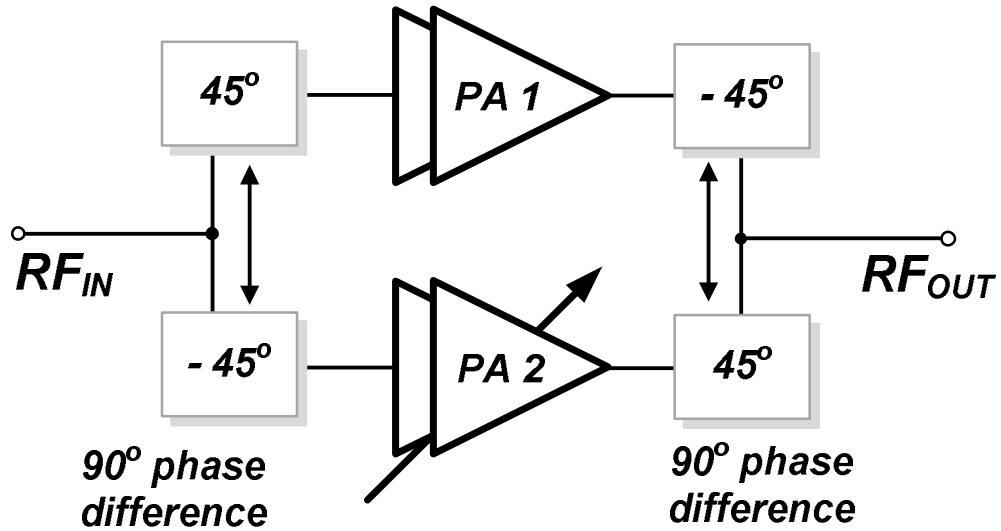 45°
PA 1
- 45°
RF_IN
RF_OUT
- 45°
PA 2
45°
90° phase
difference
90° phase
difference